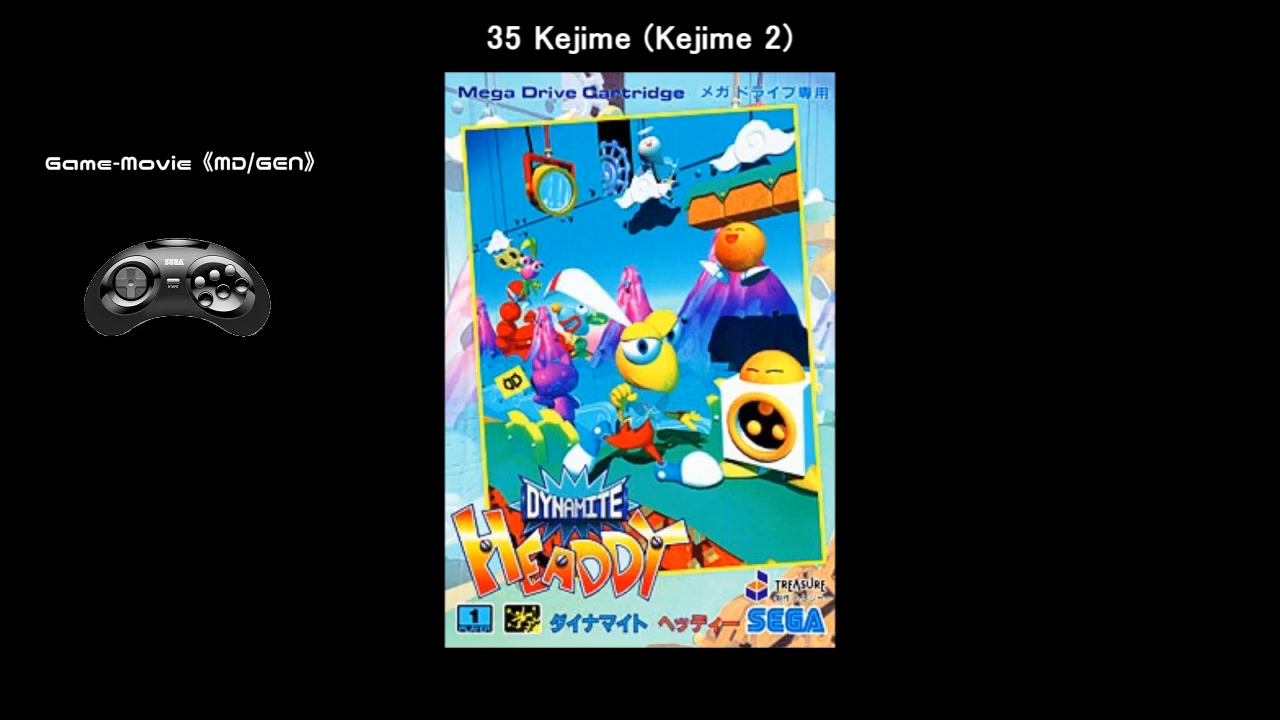 35 Kejime (Kejime 2)
Mega Drive Cartridge メガドライブ専用
Game-Movie《MD/GEN》
SEGA
START
DYNAMITE
HEADDY
TREASURE
1
PLAYER
ダイナマイト ヘッディー
SEGA